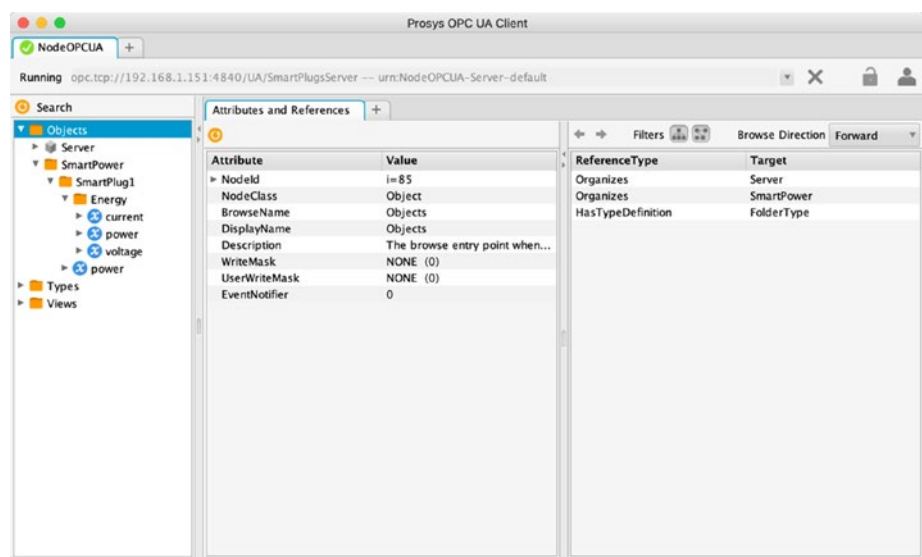 Prosys OPC UA Client
NodeOPCUA +
Running opc.tcp://192.168.1.151:4840/UA/SmartPlugsServer -- urn:NodeOPCUA-Server-default
Search
Objects
Server
SmartPower
SmartPlug1
Energy
current
power
voltage
power
Types
Views
Attributes and References +
Attribute Value
NodeId i=85
NodeClass Object
BrowseName Objects
DisplayName Objects
Description The browse entry point when...
WriteMask NONE (0)
UserWriteMask NONE (0)
EventNotifier 0
Filters Browse Direction Forward
ReferenceType Target
Organizes Server
Organizes SmartPower
HasTypeDefinition FolderType